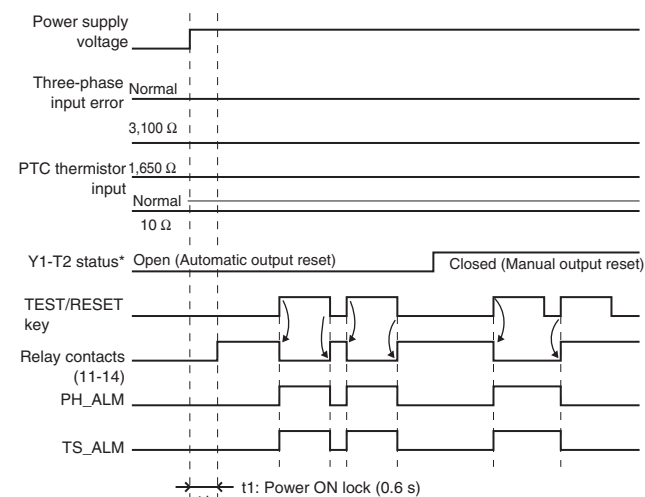 Power supply
voltage
Three-phase
input error
Normal
3,100 Ω
PTC thermistor
input
1,650 Ω
Normal
10 Ω
Y1-T2 status*
Open (Automatic output reset)
Closed (Manual output reset)
TEST/RESET
key
Relay contacts
(11-14)
PH_ALM
TS_ALM
t1: Power ON lock (0.6 s)